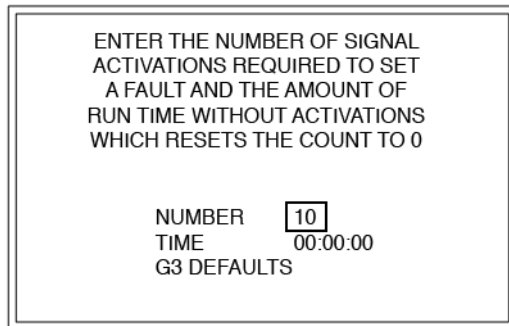 ENTER THE NUMBER OF SIGNAL
ACTIVATIONS REQUIRED TO SET
A FAULT AND THE AMOUNT OF
RUN TIME WITHOUT ACTIVATIONS
WHICH RESETS THE COUNT TO 0
NUMBER 10
TIME 00:00:00
G3 DEFAULTS